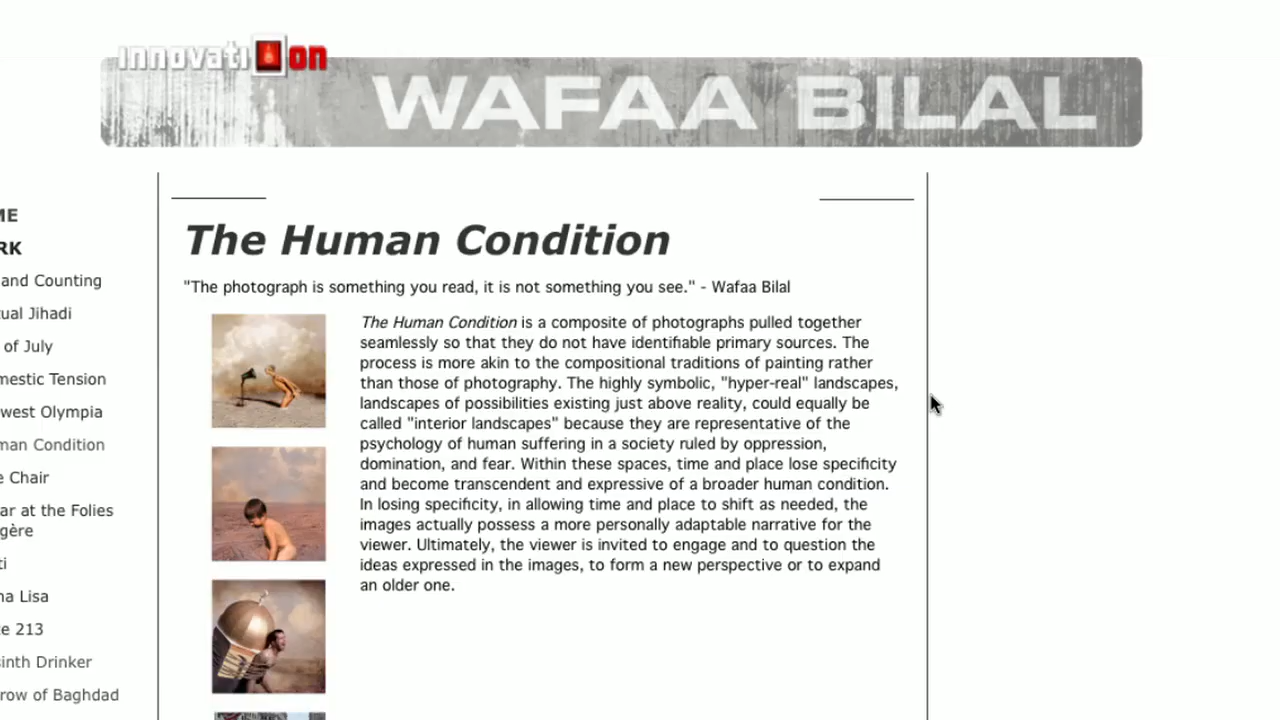 innovation
WAFAA BILAL
ME
RK
and Counting
tual Jihadi
of July
mestic Tension
west Olympia
man Condition
e Chair
ar at the Folies
gère
ti
na Lisa
te 213
sinth Drinker
rrow of Baghdad
The Human Condition
"The photograph is something you read, it is not something you see." - Wafaa Bilal
The Human Condition is a composite of photographs pulled together
seamlessly so that they do not have identifiable primary sources. The
process is more akin to the compositional traditions of painting rather
than those of photography. The highly symbolic, "hyper-real" landscapes,
landscapes of possibilities existing just above reality, could equally be
called "interior landscapes" because they are representative of the
psychology of human suffering in a society ruled by oppression,
domination, and fear. Within these spaces, time and place lose specificity
and become transcendent and expressive of a broader human condition.
In losing specificity, in allowing time and place to shift as needed, the
images actually possess a more personally adaptable narrative for the
viewer. Ultimately, the viewer is invited to engage and to question the
ideas expressed in the images, to form a new perspective or to expand
an older one.